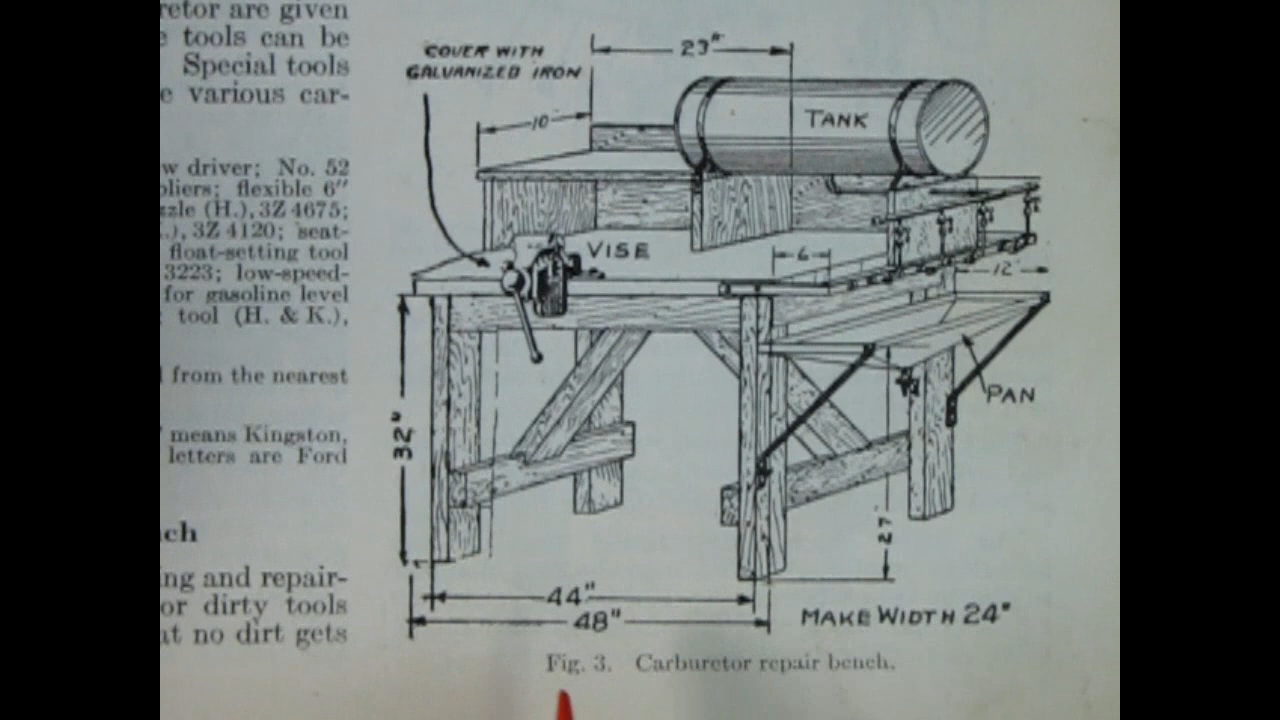 retor are given
e tools can be
Special tools
e various car-
w driver; No. 52
pliers; flexible 6"
zzle (H.), 3Z 4675;
.), 3Z 4120; seat-
float-setting tool
3223; low-speed-
for gasoline level
tool (H. & K.),
from the nearest
means Kingston,
letters are Ford
ch
ing and repair-
or dirty tools
at no dirt gets
COVER WITH
GALVANIZED IRON
23"
10
TANK
VISE
6
12
PAN
32"
27
44"
48"
MAKE WIDTH 24"
Fig. 3. Carburetor repair bench.